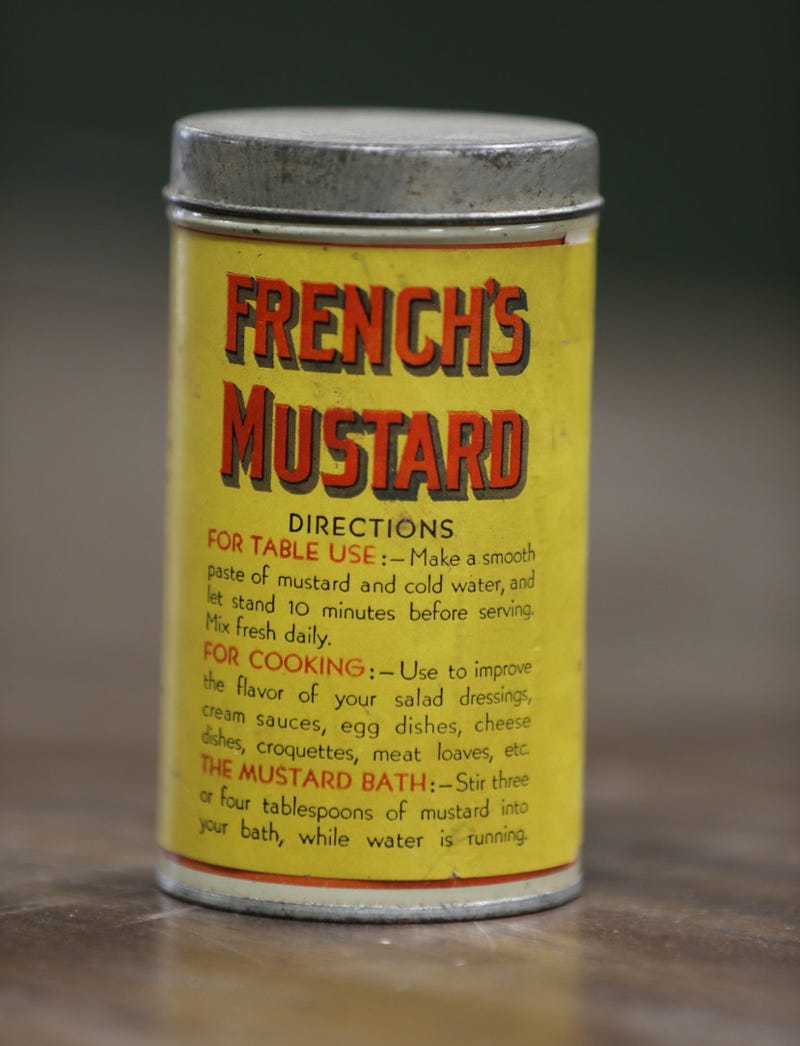 FRENCH'S
MUSTARD
DIRECTIONS
FOR TABLE USE:—Make a smooth
paste of mustard and cold water, and
let stand 10 minutes before serving.
Mix fresh daily.
FOR COOKING:—Use to improve
the flavor of your salad dressings,
cream sauces, egg dishes, cheese
dishes, croquettes, meat loaves, etc.
THE MUSTARD BATH:—Stir three
or four tablespoons of mustard into
your bath, while water is running.